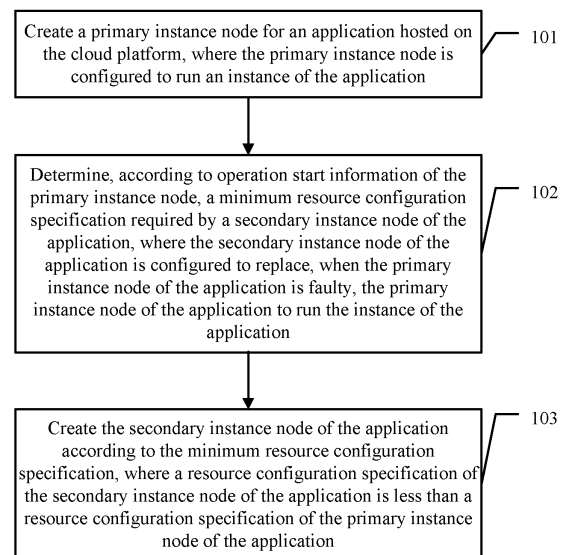 Create a primary instance node for an application hosted on
the cloud platform, where the primary instance node is
configured to run an instance of the application
101
Determine, according to operation start information of the
primary instance node, a minimum resource configuration
specification required by a secondary instance node of the
application, where the secondary instance node of the
application is configured to replace, when the primary
instance node of the application is faulty, the primary
instance node of the application to run the instance of the
application
102
Create the secondary instance node of the application
according to the minimum resource configuration
specification, where a resource configuration specification of
the secondary instance node of the application is less than a
resource configuration specification of the primary instance
node of the application
103